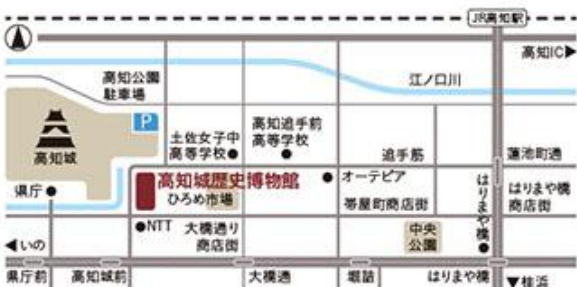 JR高知駅
高知IC▶
高知公園
駐車場
江ノ口川
P
高知城
土佐女子中
高等学校●
高知追手前
高等学校
●
追手筋
蓮池町通
県庁●
高知城歴史博物館
ひろめ市場
●オーテピア
帯屋町商店街
はりまや橋
●
はりまや橋
商店街
●NTT
大橋通り
商店街
中央
公園
◀いの
県庁前
高知城前
大橋通
堀詰
はりまや橋
▼桂浜